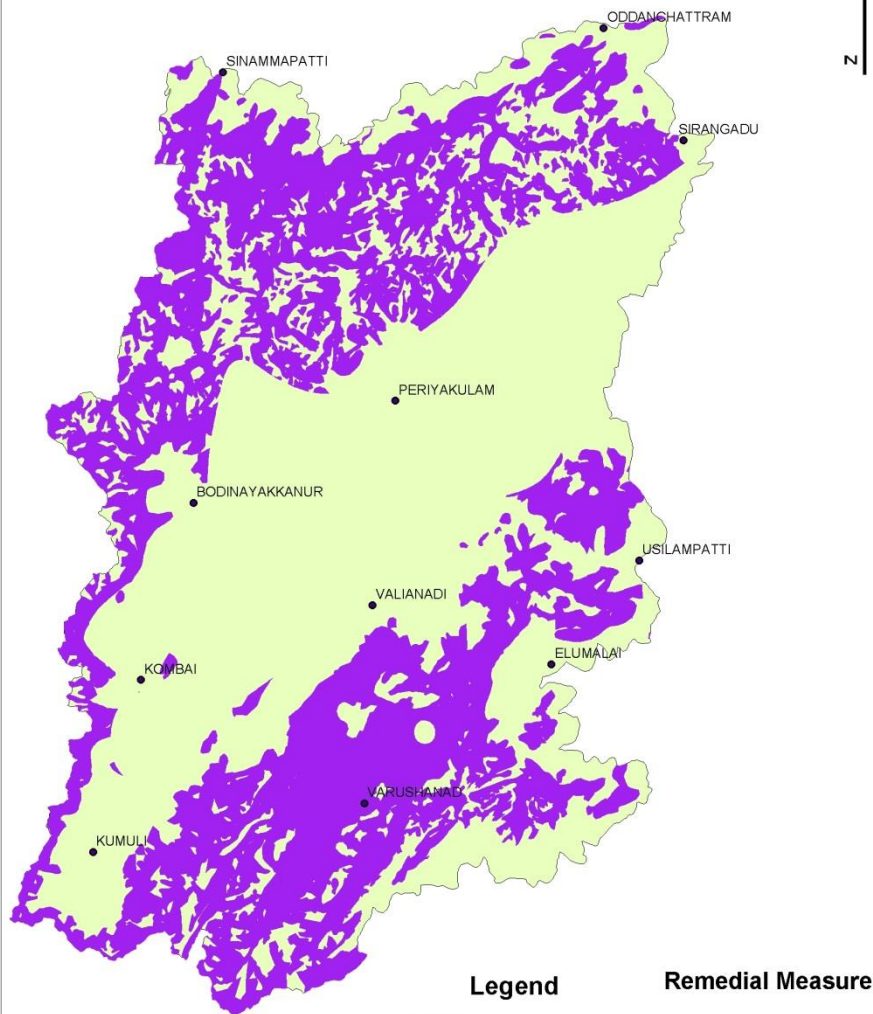 ODDANCHATTRAM
SINAMMAPATTI
N
SIRANGADU
PERIYAKULAM
BODINAYAKKANUR
USILAMPATTI
VALIANADI
ELUMALAI
KOMBAI
VARUSHANAD
KUMULI
Legend Remedial Measure